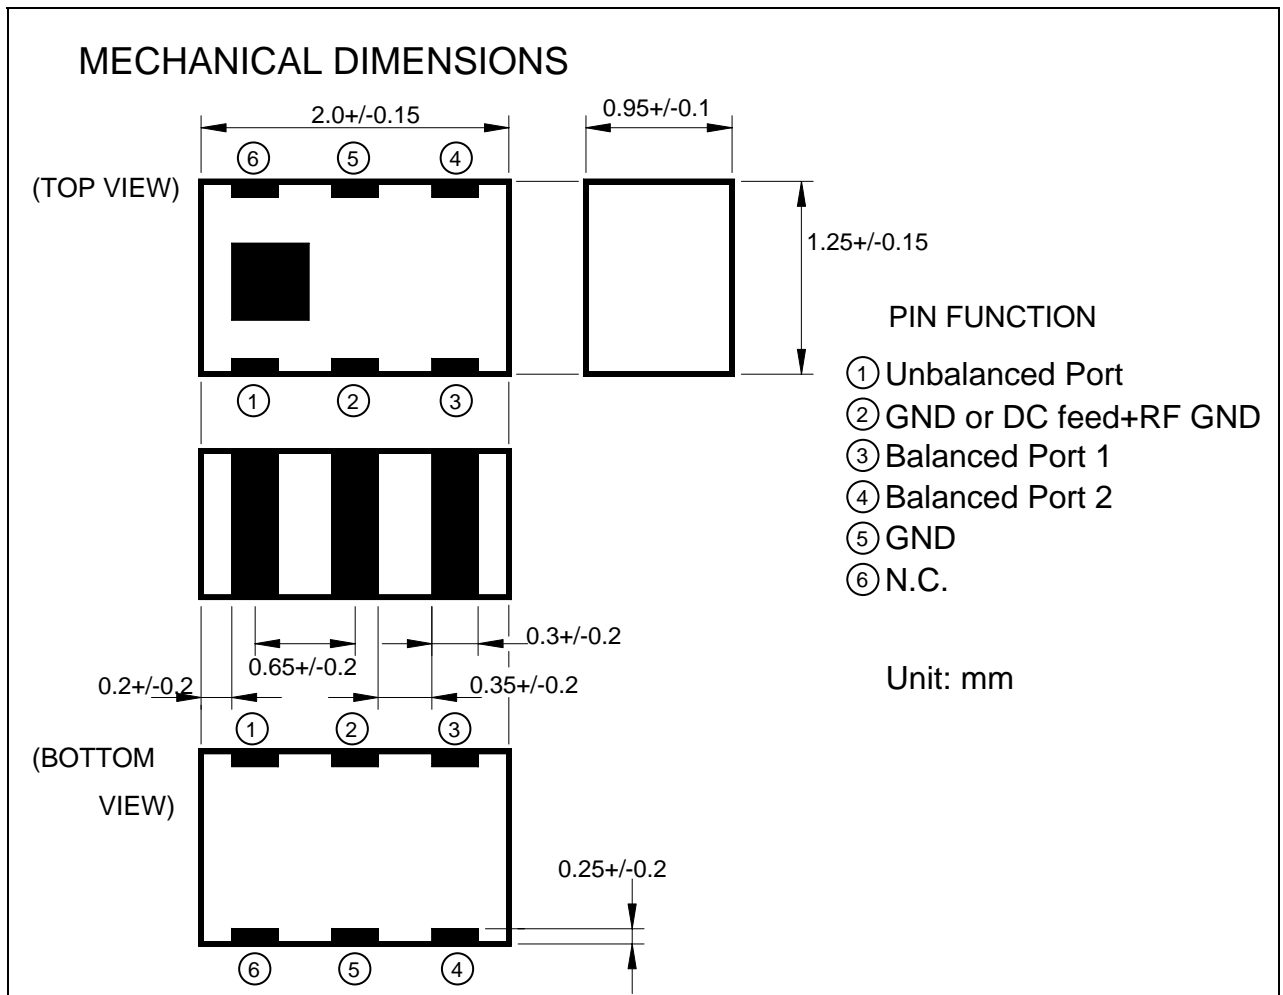 MECHANICAL DIMENSIONS
2.0+/-0.15
0.95+/-0.1
6 5 4
(TOP VIEW)
1.25+/-0.15
1 2 3
PIN FUNCTION
1 Unbalanced Port
2 GND or DC feed+RF GND
3 Balanced Port 1
4 Balanced Port 2
5 GND
6 N.C.
Unit: mm
0.3+/-0.2
0.65+/-0.2
0.2+/-0.2
0.35+/-0.2
1 2 3
(BOTTOM
VIEW)
0.25+/-0.2
6 5 4